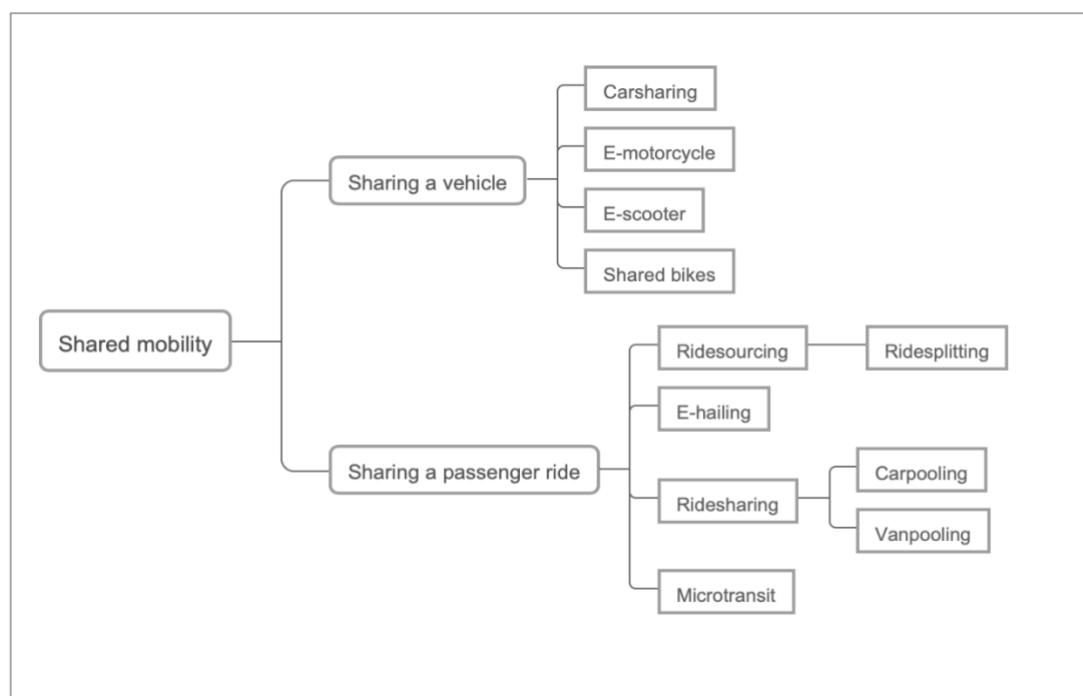 Shared mobility
Sharing a vehicle
Carsharing
E-motorcycle
E-scooter
Shared bikes
Sharing a passenger ride
Ridesourcing
Ridesplitting
E-hailing
Ridesharing
Carpooling
Vanpooling
Microtransit